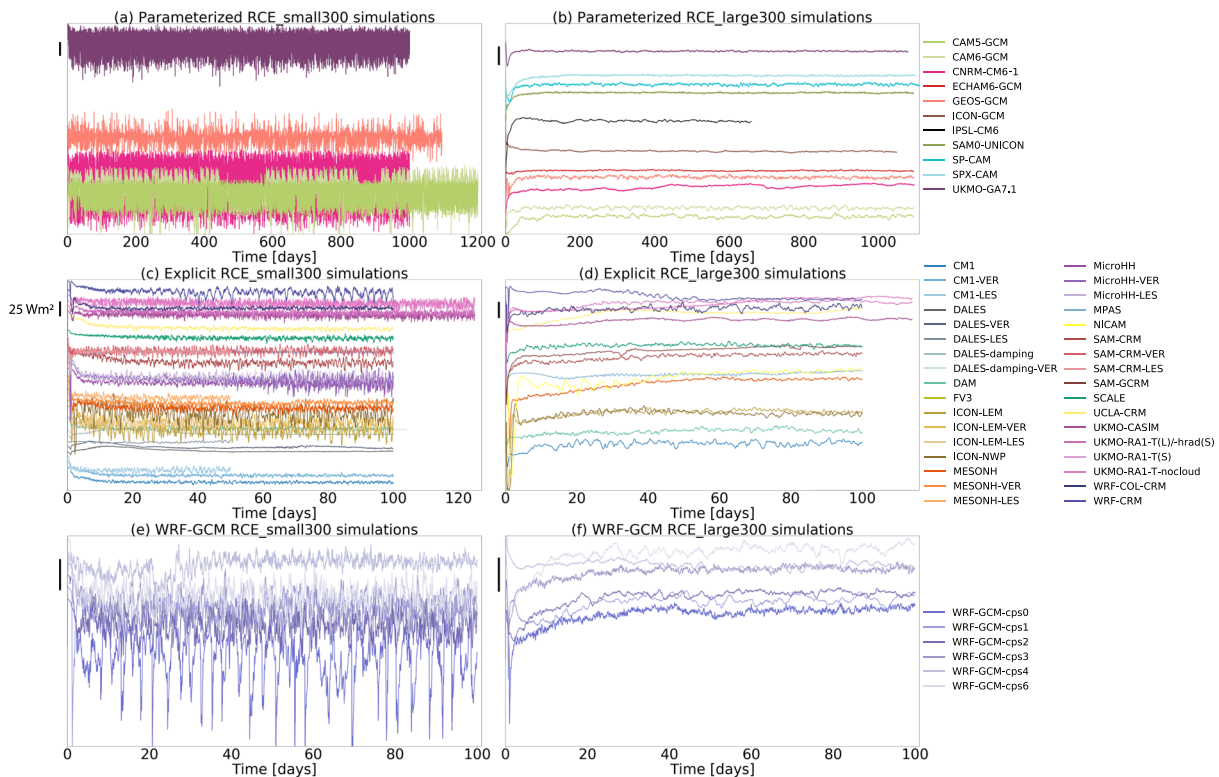 (a) Parameterized RCE_small300 simulations
0 200 400 600 800 1000 1200
Time [days]
(b) Parameterized RCE_large300 simulations
0 200 400 600 800 1000
Time [days]
CAM5-GCM
CAM6-GCM
CNRM-CM6-1
ECHAM6-GCM
GEOS-GCM
ICON-GCM
IPSL-CM6
SAM0-UNICON
SP-CAM
SPX-CAM
UKMO-GA7.1
(c) Explicit RCE_small300 simulations
25 Wm²
0 20 40 60 80 100 120
Time [days]
(d) Explicit RCE_large300 simulations
0 20 40 60 80 100
Time [days]
CM1
CM1-VER
CM1-LES
DALES
DALES-VER
DALES-LES
DALES-damping
DALES-damping-VER
DAM
FV3
ICON-LEM
ICON-LEM-VER
ICON-LEM-LES
ICON-NWP
MESONH
MESONH-VER
MESONH-LES
MicroHH
MicroHH-VER
MicroHH-LES
MPAS
NICAM
SAM-CRM
SAM-CRM-VER
SAM-CRM-LES
SAM-GCRM
SCALE
UCLA-CRM
UKMO-CASIM
UKMO-RA1-T(L)/-hrad(S)
UKMO-RA1-T(S)
UKMO-RA1-T-nocloud
WRF-COL-CRM
WRF-CRM
(e) WRF-GCM RCE_small300 simulations
0 20 40 60 80 100
Time [days]
(f) WRF-GCM RCE_large300 simulations
0 20 40 60 80 100
Time [days]
WRF-GCM-cps0
WRF-GCM-cps1
WRF-GCM-cps2
WRF-GCM-cps3
WRF-GCM-cps4
WRF-GCM-cps6